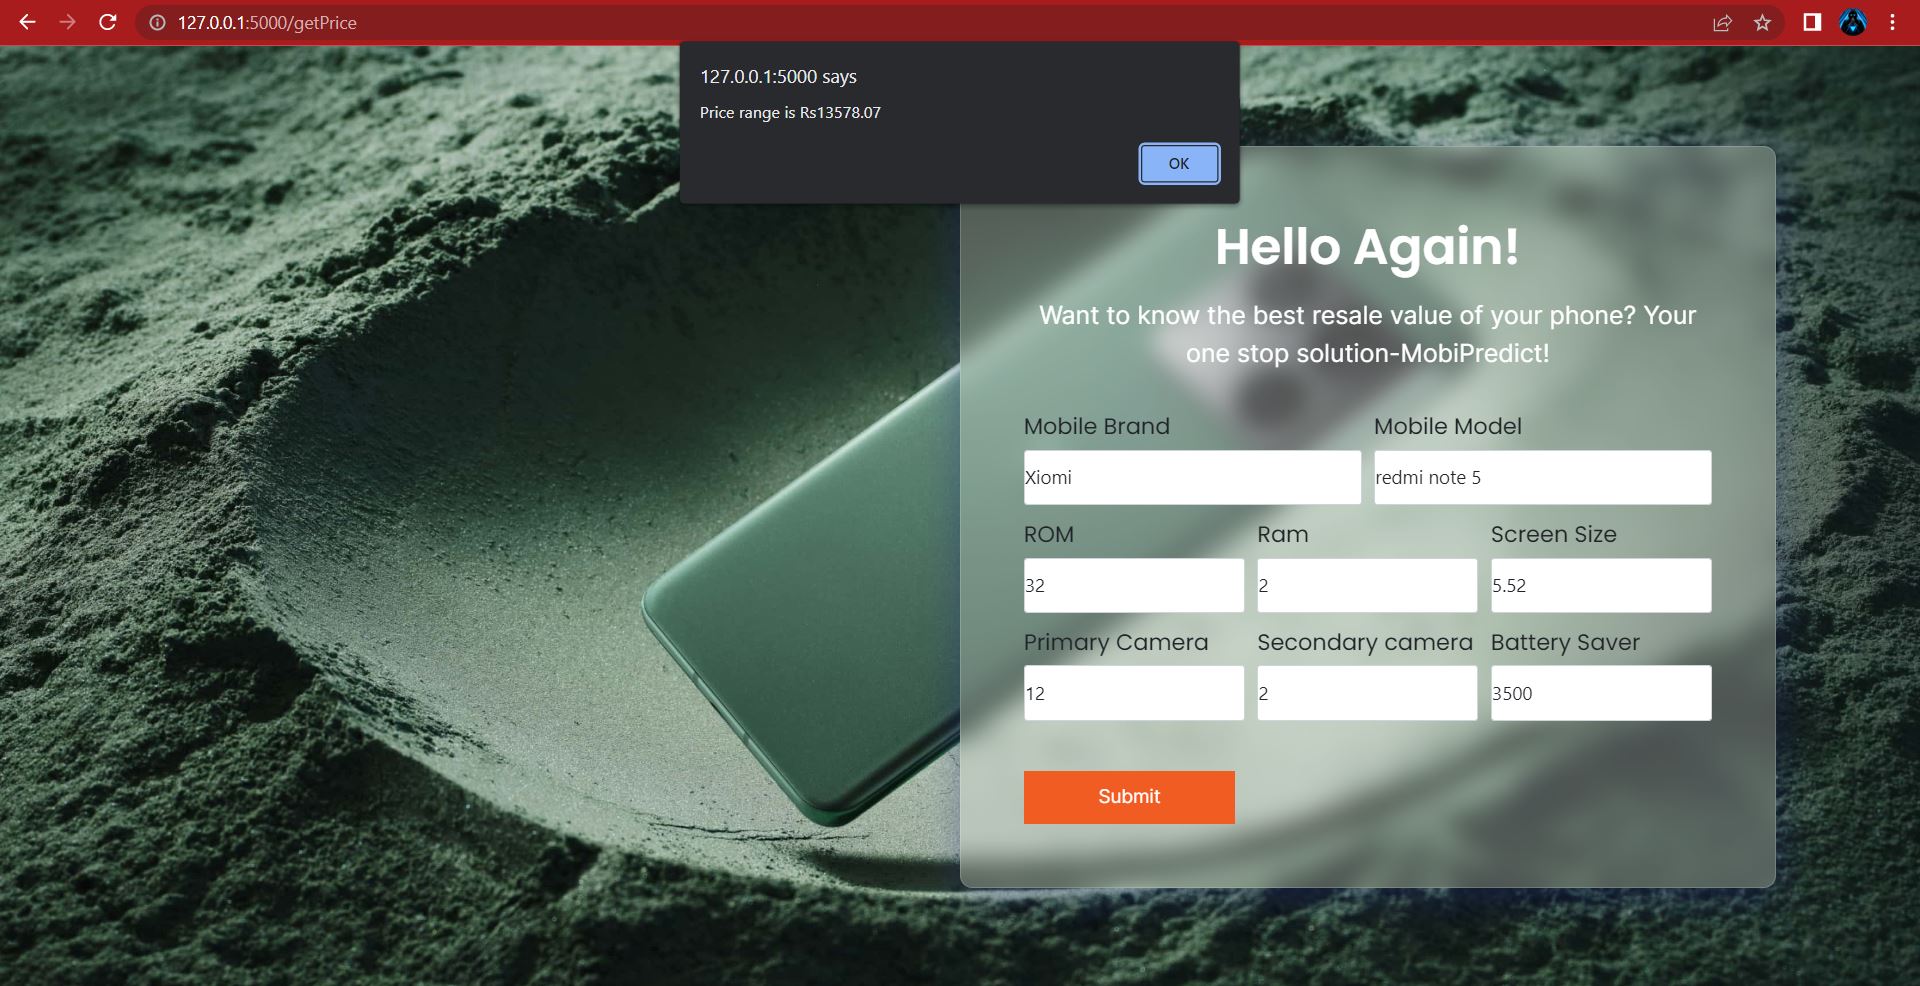 127.0.0.1:5000/getPrice
127.0.0.1:5000 says
Price range is Rs13578.07
OK
Hello Again!
Want to know the best resale value of your phone? Your
one stop solution-MobiPredict!
Mobile Brand
Mobile Model
Xiomi
redmi note 5
ROM
Ram
Screen Size
32
2
5.52
Primary Camera
Secondary camera
Battery Saver
12
2
3500
Submit